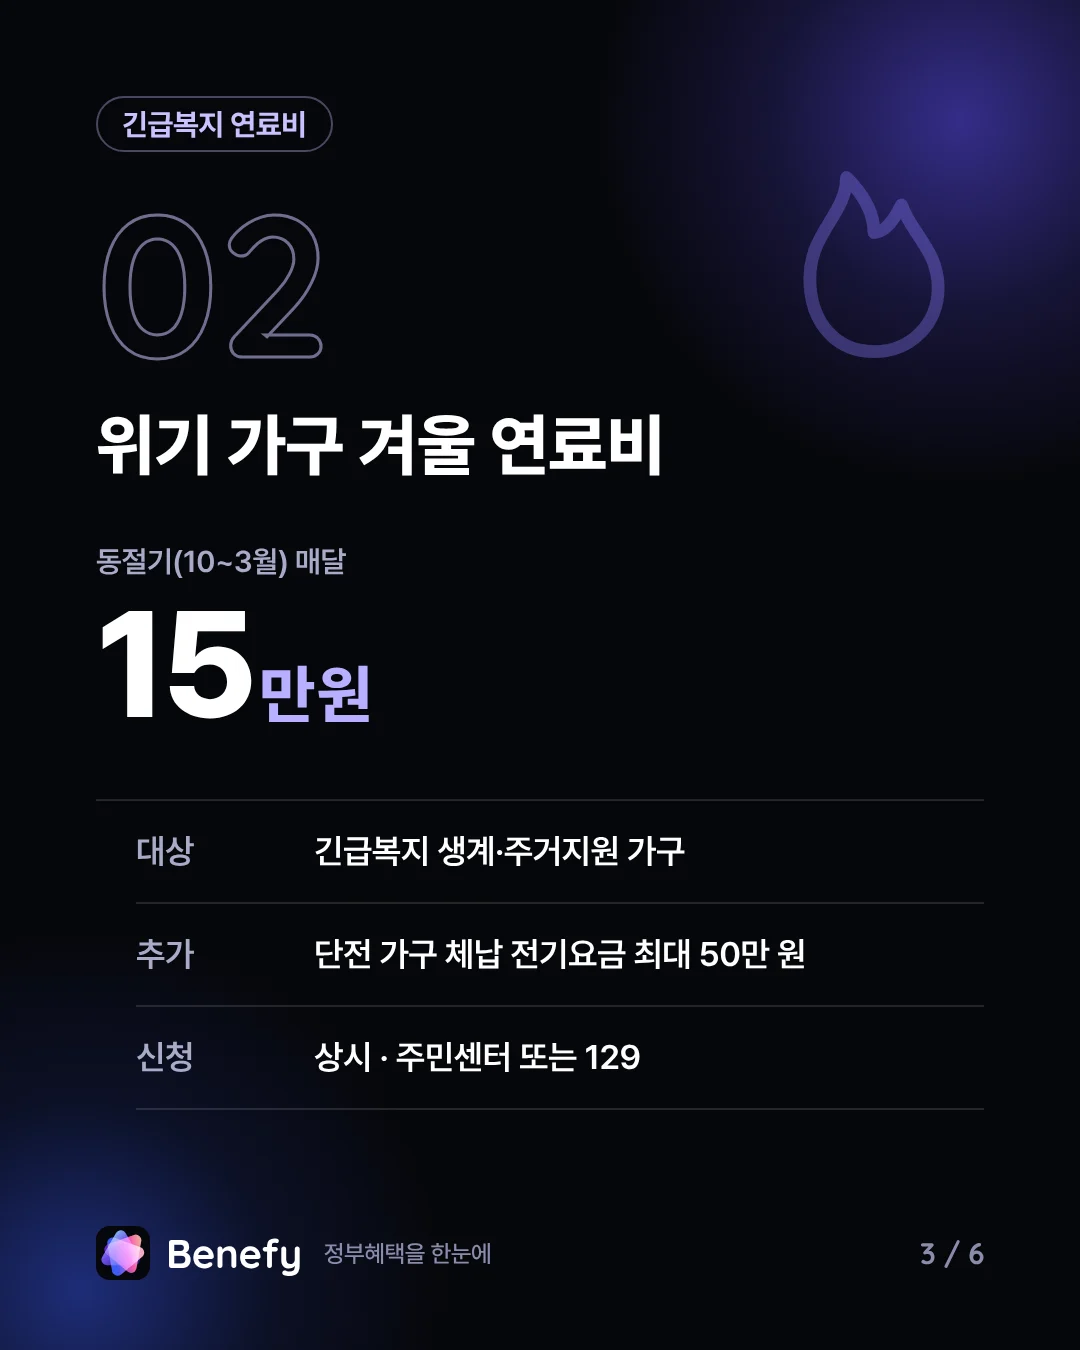 긴급복지 연료비
02
위기 가구 겨울 연료비
동절기(10~3월) 매달
15만원
대상 긴급복지 생계·주거지원 가구
추가 단전 가구 체납 전기요금 최대 50만 원
신청 상시 · 주민센터 또는 129
Benefy 정부혜택을 한눈에 3 / 6